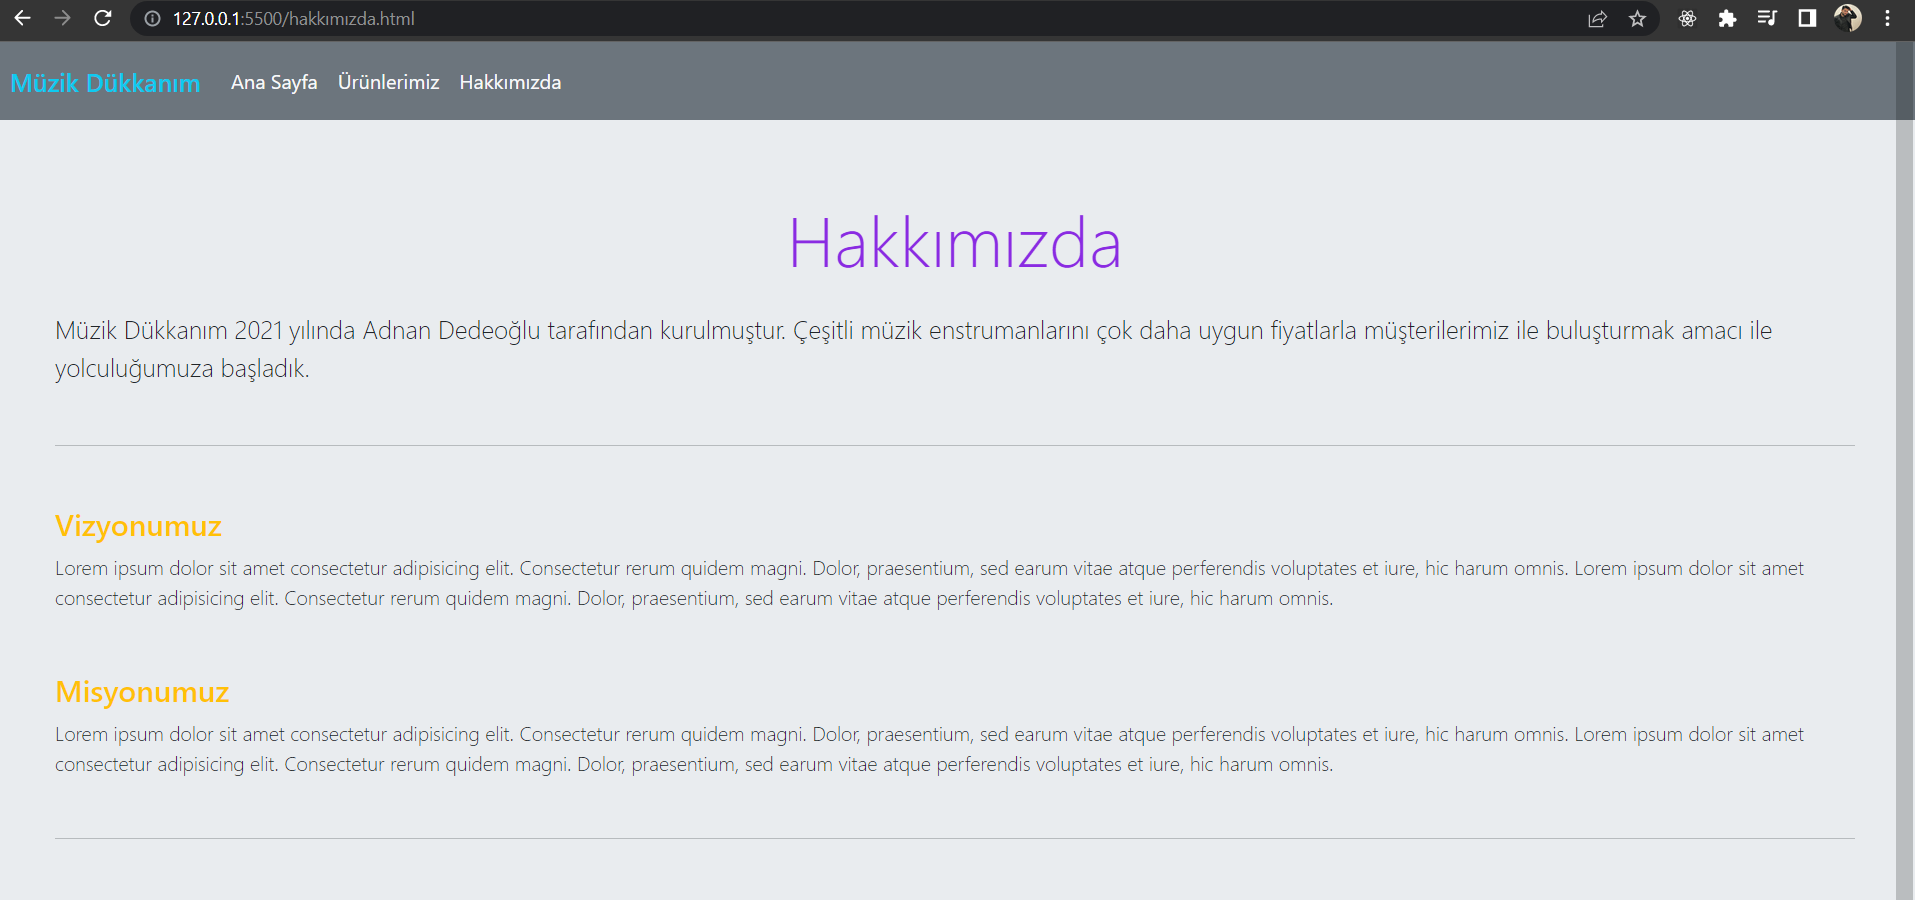 127.0.0.1:5500/hakkımızda.html
Müzik Dükkanım Ana Sayfa Ürünlerimiz Hakkımızda
Hakkımızda
Müzik Dükkanım 2021 yılında Adnan Dedeoğlu tarafından kurulmuştur. Çeşitli müzik enstrumanlarını çok daha uygun fiyatlarla müşterilerimiz ile buluşturmak amacı ile
yolculuğumuza başladık.
Vizyonumuz
Lorem ipsum dolor sit amet consectetur adipisicing elit. Consectetur rerum quidem magni. Dolor, praesentium, sed earum vitae atque perferendis voluptates et iure, hic harum omnis. Lorem ipsum dolor sit amet
consectetur adipisicing elit. Consectetur rerum quidem magni. Dolor, praesentium, sed earum vitae atque perferendis voluptates et iure, hic harum omnis.
Misyonumuz
Lorem ipsum dolor sit amet consectetur adipisicing elit. Consectetur rerum quidem magni. Dolor, praesentium, sed earum vitae atque perferendis voluptates et iure, hic harum omnis. Lorem ipsum dolor sit amet
consectetur adipisicing elit. Consectetur rerum quidem magni. Dolor, praesentium, sed earum vitae atque perferendis voluptates et iure, hic harum omnis.